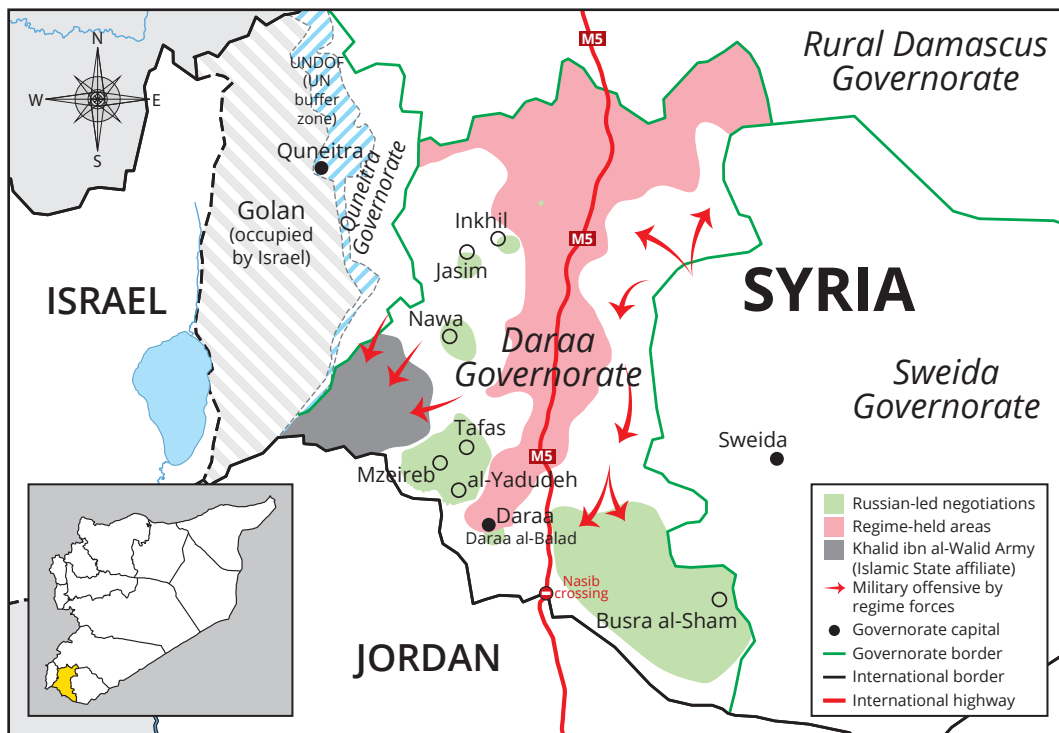 N
W
E
S
UNDOF
(UN
buffer
zone)
Quneitra
Quneitra
Governorate
Golan
(occupied
by Israel)
ISRAEL
M5
Rural Damascus
Governorate
Inkhil
Jasim
M5
SYRIA
Nawa
Daraa
Governorate
Sweida
Governorate
Tafas
Mzeireb
al-Yadudeh
M5
Sweida
Daraa
Daraa al-Balad
Nasib
crossing
Busra al-Sham
JORDAN
Russian-led negotiations
Regime-held areas
Khalid ibn al-Walid Army
(Islamic State affiliate)
Military offensive by
regime forces
Governorate capital
Governorate border
International border
International highway